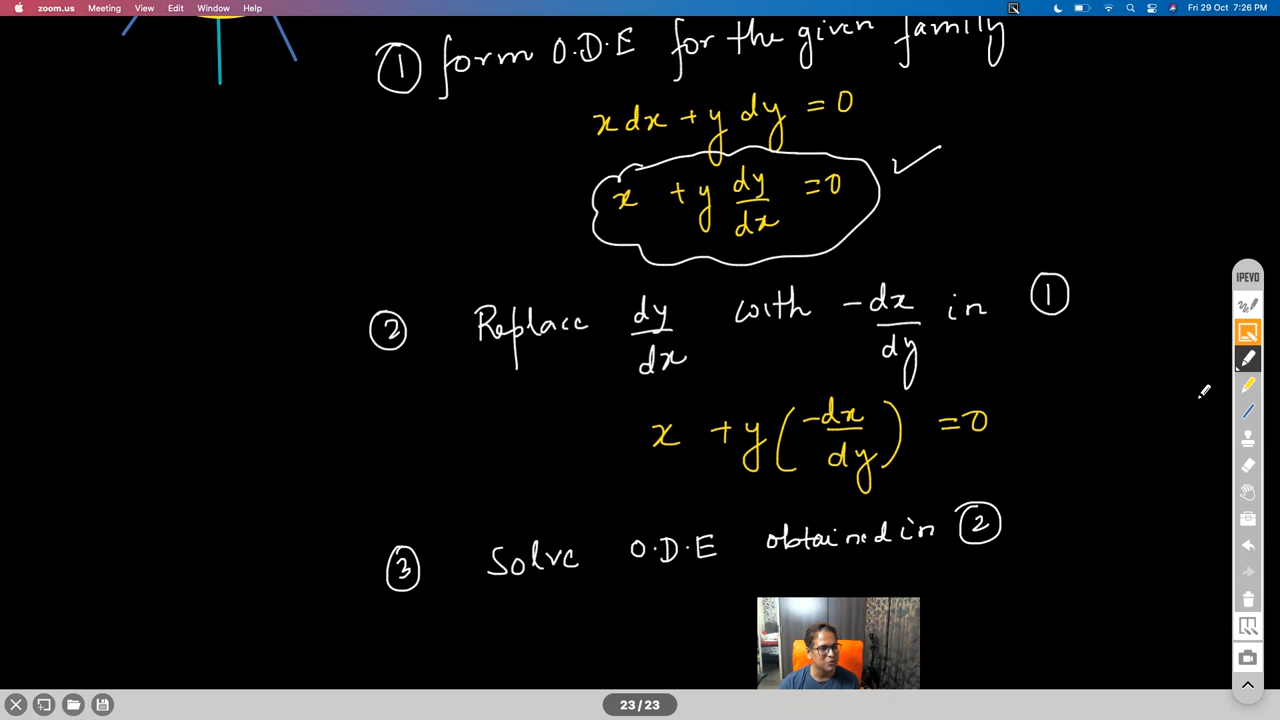 zoom.us Meeting View Edit Window Help Fri 29 Oct 7:26 PM
① form O.D.E for the given family
x dx + y dy = 0
x + y dy/dx = 0 ✓
② Replace dy/dx with -dx/dy in ①
x + y(-dx/dy) = 0
③ Solve O.D.E obtained in ②
IPEVO
23/23